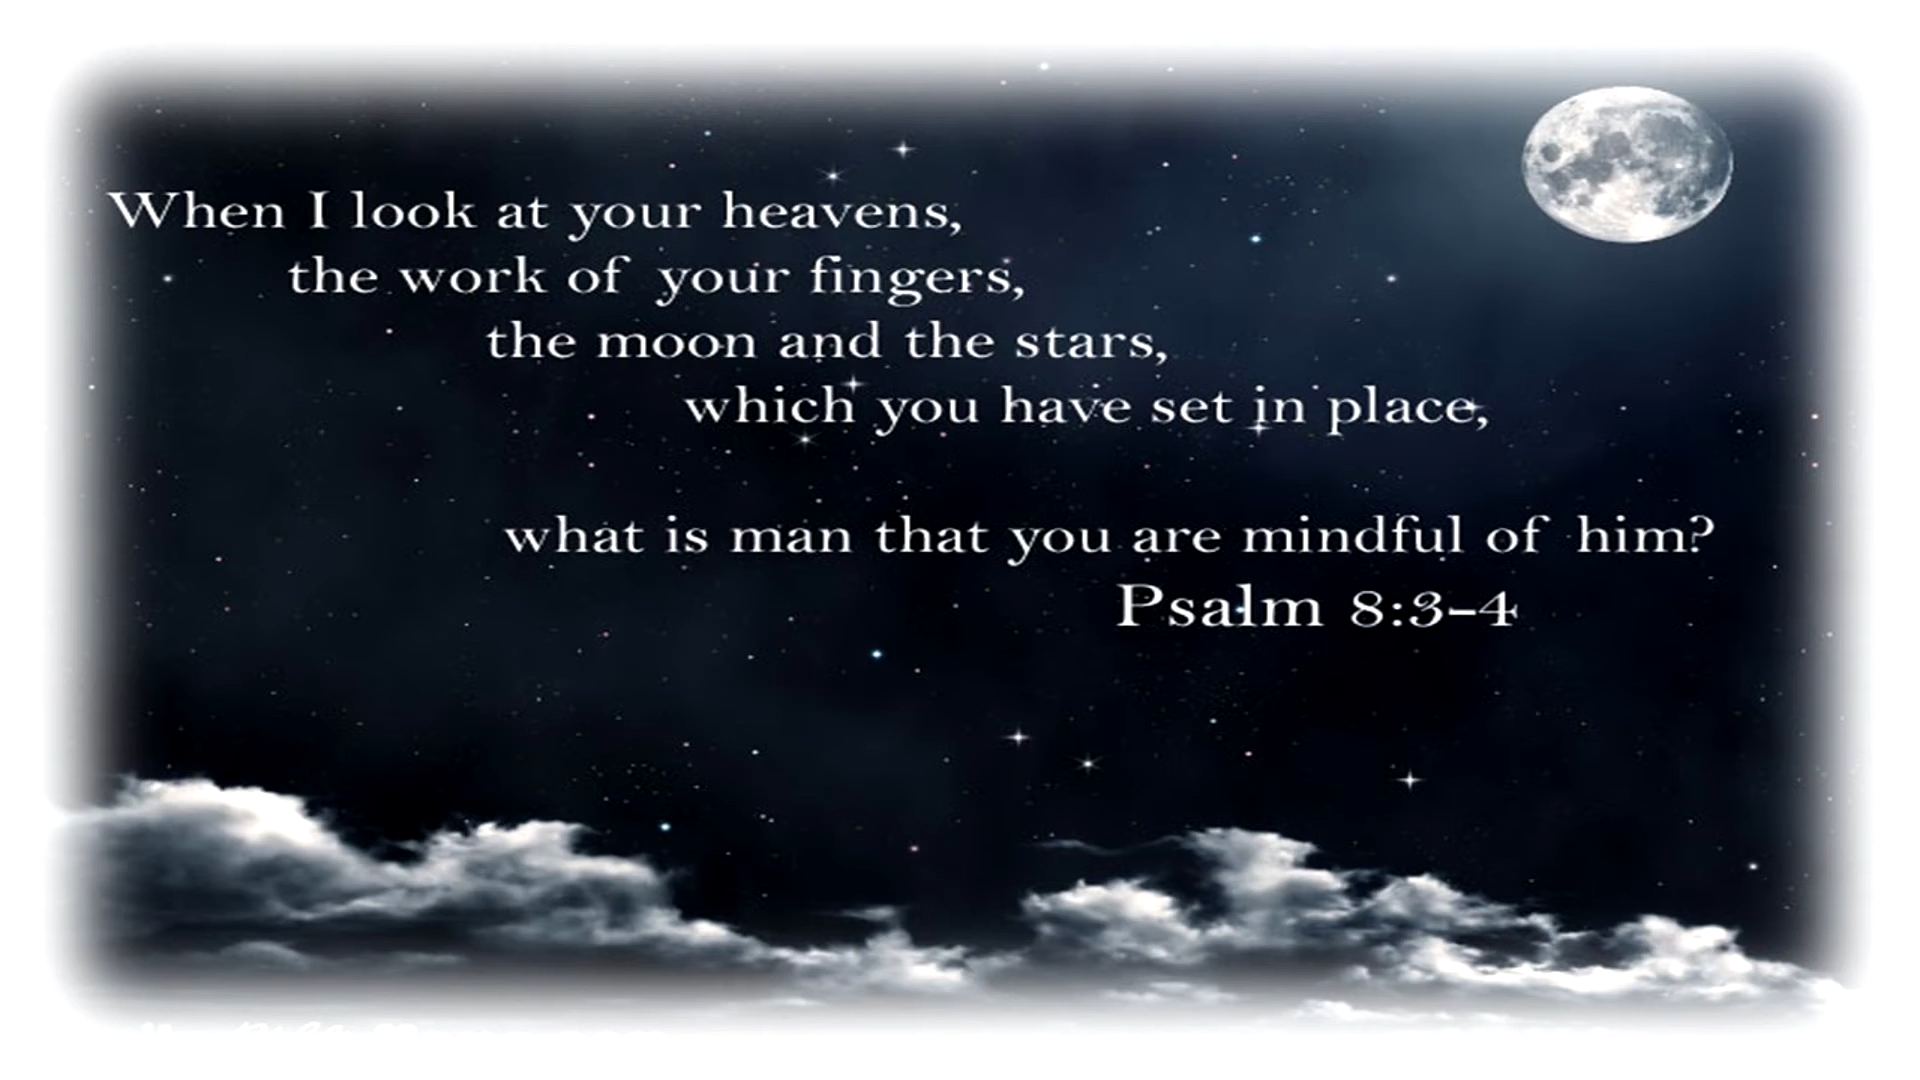 When I look at your heavens,
the work of your fingers,
the moon and the stars,
which you have set in place,
what is man that you are mindful of him?
Psalm 8:3–4